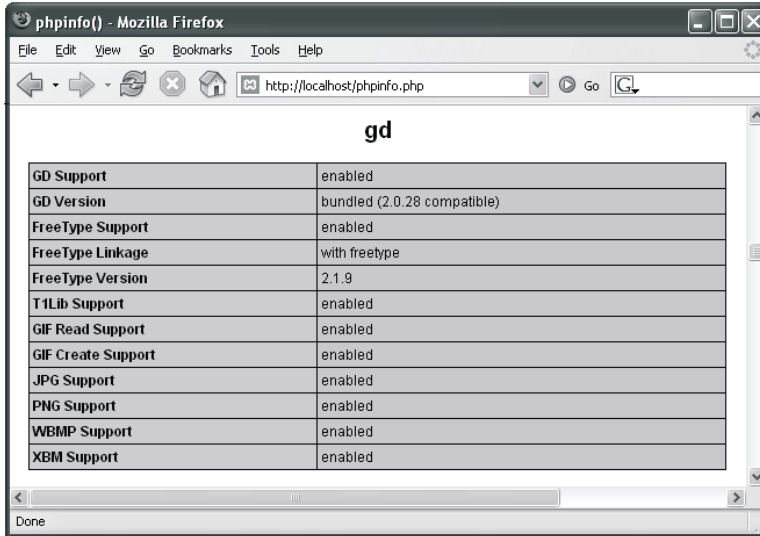 phpinfo() - Mozilla Firefox
File Edit View Go Bookmarks Tools Help
http://localhost/phpinfo.php Go G
gd
GD Support enabled
GD Version bundled (2.0.28 compatible)
FreeType Support enabled
FreeType Linkage with freetype
FreeType Version 2.1.9
T1Lib Support enabled
GIF Read Support enabled
GIF Create Support enabled
JPG Support enabled
PNG Support enabled
WBMP Support enabled
XBM Support enabled
Done